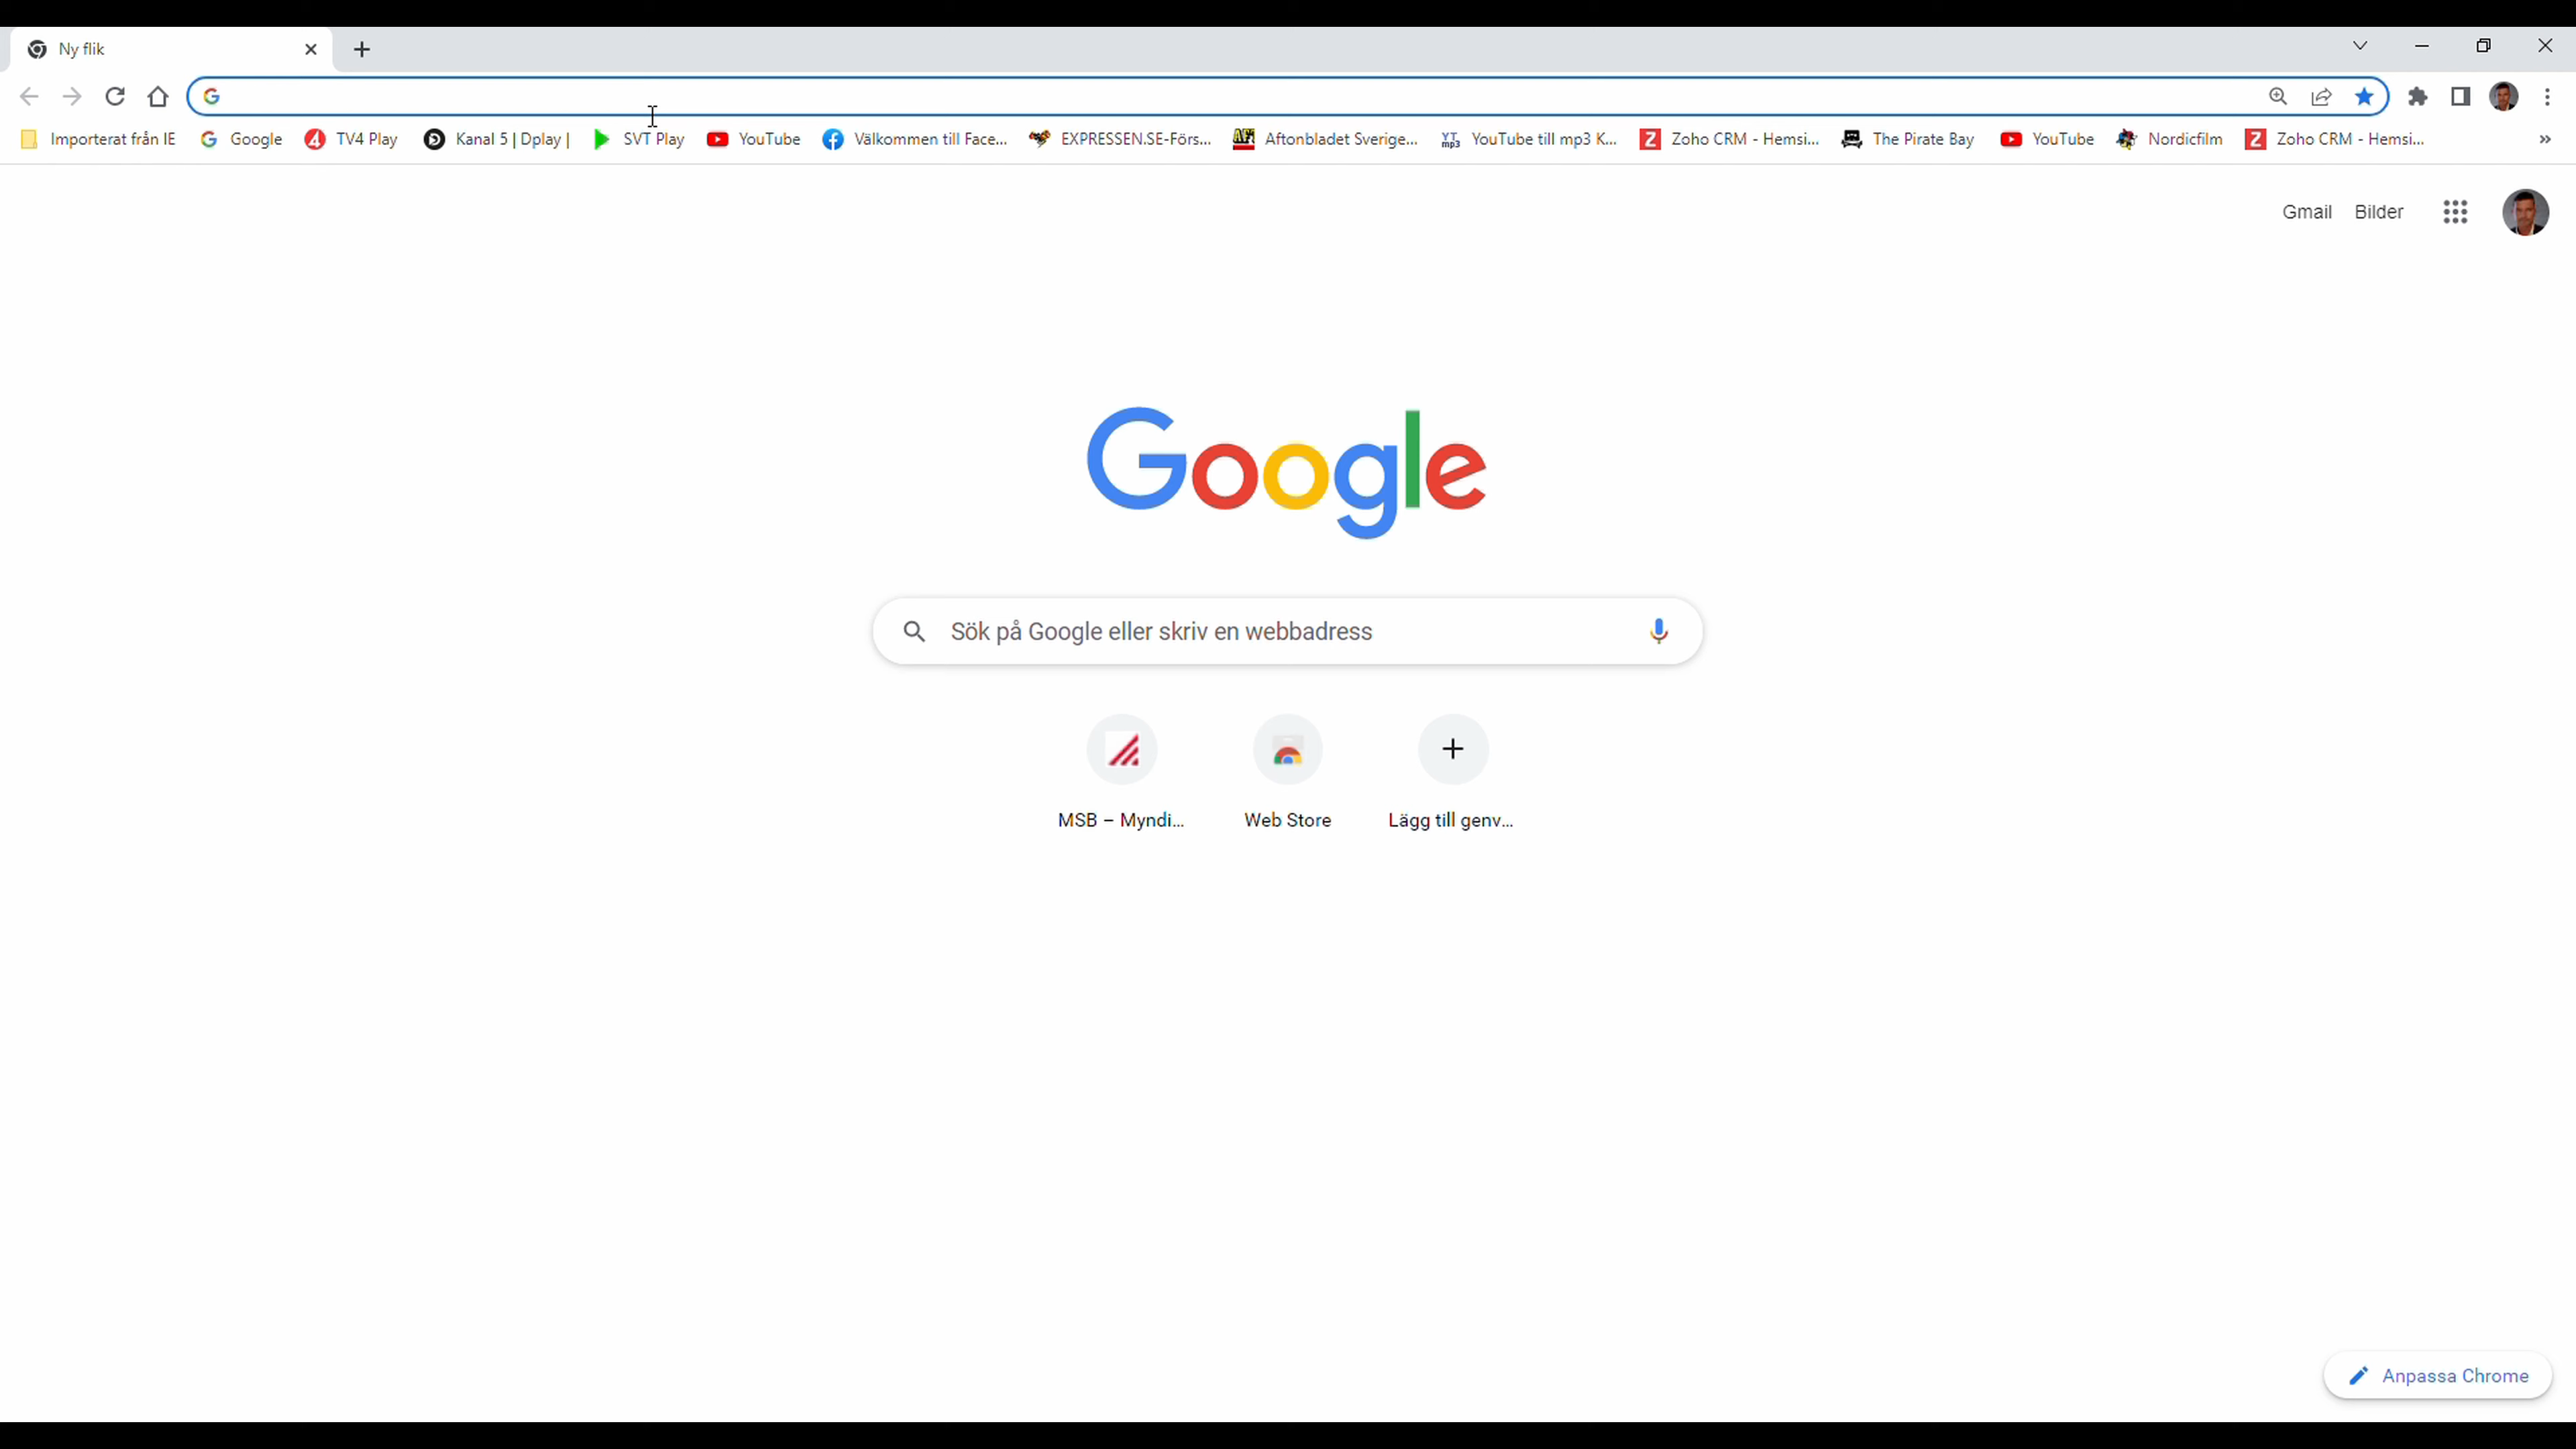 Ny flik
Importerat från IE Google TV4 Play Kanal 5 | Dplay | SVT Play YouTube Välkommen till Face... EXPRESSEN.SE-Förs... Aftonbladet Sverige... YouTube till mp3 K... Zoho CRM - Hemsi... The Pirate Bay YouTube Nordicfilm Zoho CRM - Hemsi...
Gmail Bilder
Google
Sök på Google eller skriv en webbadress
MSB – Myndi... Web Store Lägg till genv...
Anpassa Chrome